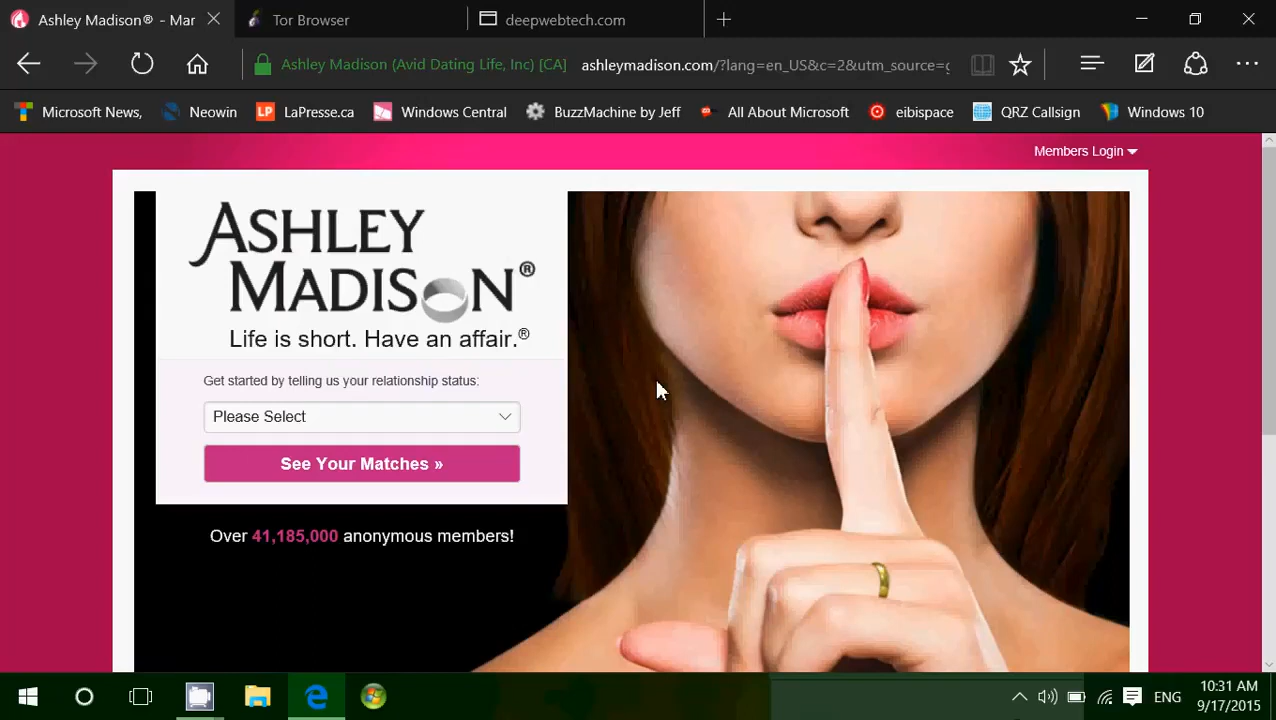 Ashley Madison® - Mar
Tor Browser
deepwebtech.com
Ashley Madison (Avid Dating Life, Inc) [CA]
ashleymadison.com/?lang=en_US&c=2&utm_source=g
Microsoft News,
Neowin
LP LaPresse.ca
Windows Central
BuzzMachine by Jeff
All About Microsoft
eibispace
QRZ Callsign
Windows 10
Members Login
ASHLEY
MADISON®
Life is short. Have an affair.®
Get started by telling us your relationship status:
Please Select
See Your Matches »
Over 41,185,000 anonymous members!
ENG
10:31 AM
9/17/2015